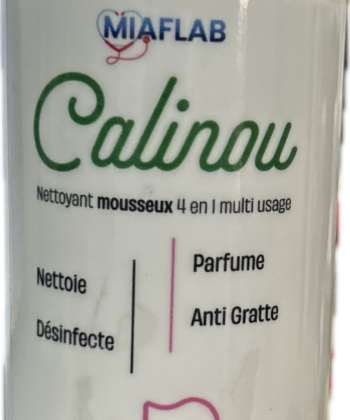 MIAFLAB
Calinou
Nettoyant mousseux 4 en 1 multi usage
Nettoie
Désinfecte
Parfume
Anti Gratte